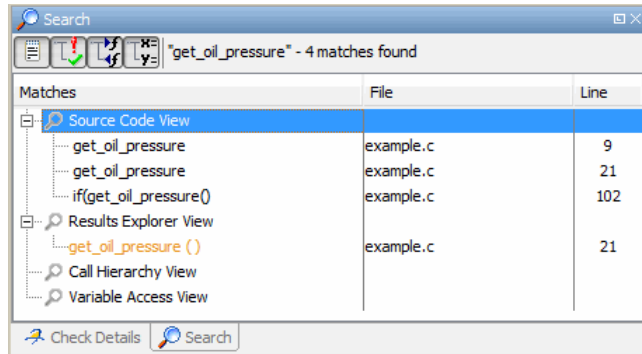 Search
"get_oil_pressure" - 4 matches found
Matches File Line
Source Code View
get_oil_pressure example.c 9
get_oil_pressure example.c 21
if(get_oil_pressure() example.c 102
Results Explorer View
get_oil_pressure ( ) example.c 21
Call Hierarchy View
Variable Access View
Check Details Search